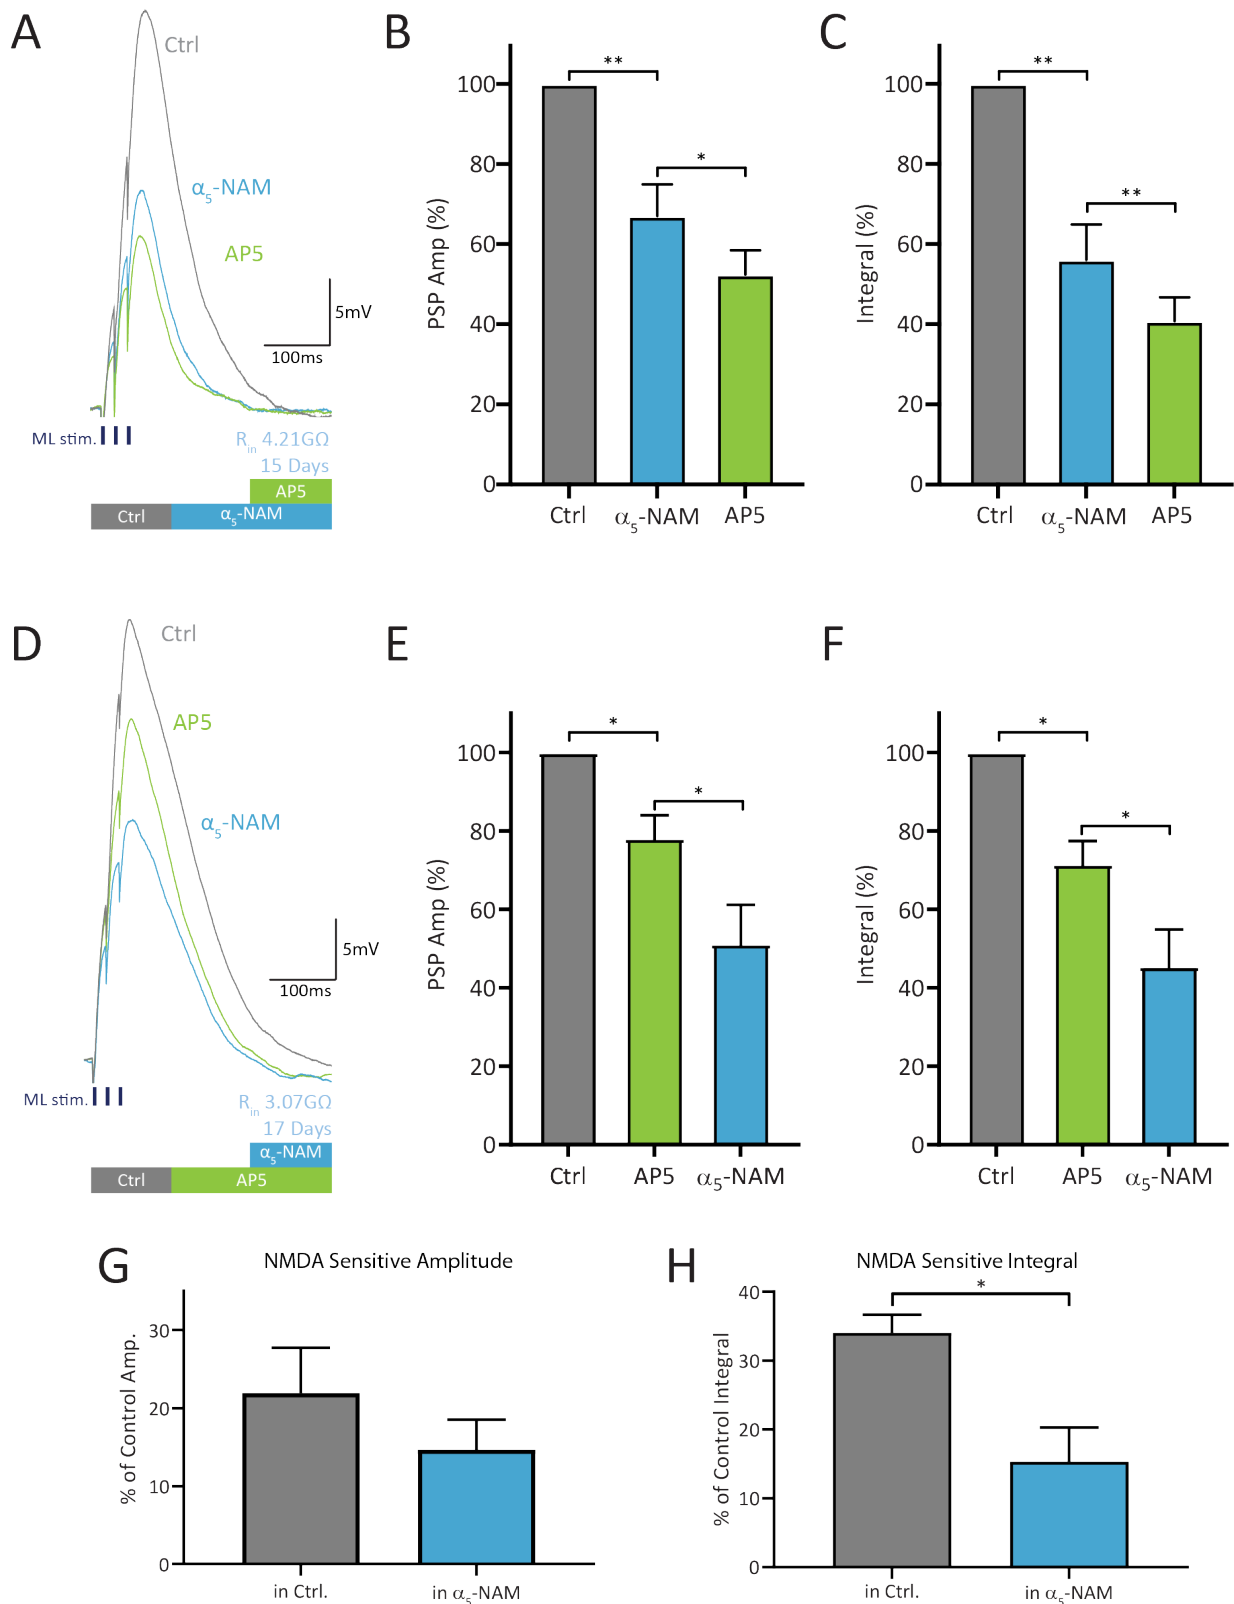 A
Ctrl
α5-NAM
AP5
5mV
100ms
ML stim.
Rin 4.21GΩ
15 Days
AP5
Ctrl
α5-NAM
B
PSP Amp (%)
100
80
60
40
20
0
**
*
Ctrl
α5-NAM
AP5
C
Integral (%)
100
80
60
40
20
0
**
**
Ctrl
α5-NAM
AP5
D
Ctrl
AP5
α5-NAM
5mV
100ms
ML stim.
Rin 3.07GΩ
17 Days
α5-NAM
Ctrl
AP5
E
PSP Amp (%)
100
80
60
40
20
0
*
*
Ctrl
AP5
α5-NAM
F
Integral (%)
100
80
60
40
20
0
*
*
Ctrl
AP5
α5-NAM
G
NMDA Sensitive Amplitude
% of Control Amp.
30
20
10
0
in Ctrl.
in α5-NAM
H
NMDA Sensitive Integral
*
% of Control Integral
40
30
20
10
0
in Ctrl.
in α5-NAM